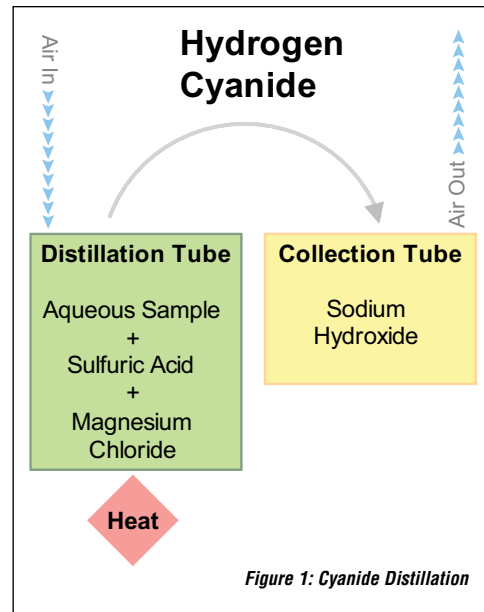 Air In
Hydrogen
Cyanide
Air Out
Distillation Tube
Aqueous Sample
+
Sulfuric Acid
+
Magnesium
Chloride
Collection Tube
Sodium
Hydroxide
Heat
Figure 1: Cyanide Distillation